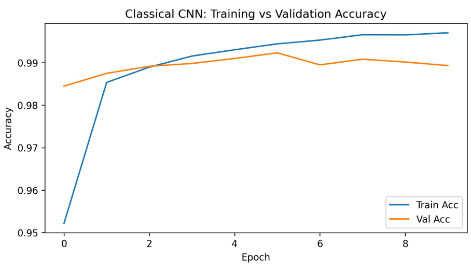 Classical CNN: Training vs Validation Accuracy
Accuracy
0.99
0.98
0.97
0.96
0.95
0 2 4 6 8
Epoch
Train Acc
Val Acc